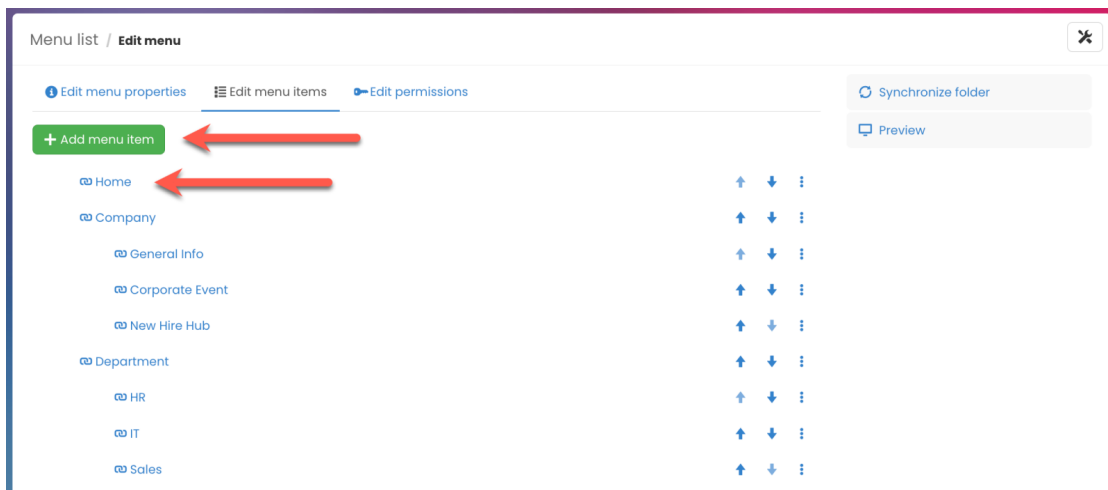 Menu list / Edit menu
Edit menu properties Edit menu items Edit permissions
Synchronize folder
+ Add menu item
Preview
Home
Company
General Info
Corporate Event
New Hire Hub
Department
HR
IT
Sales